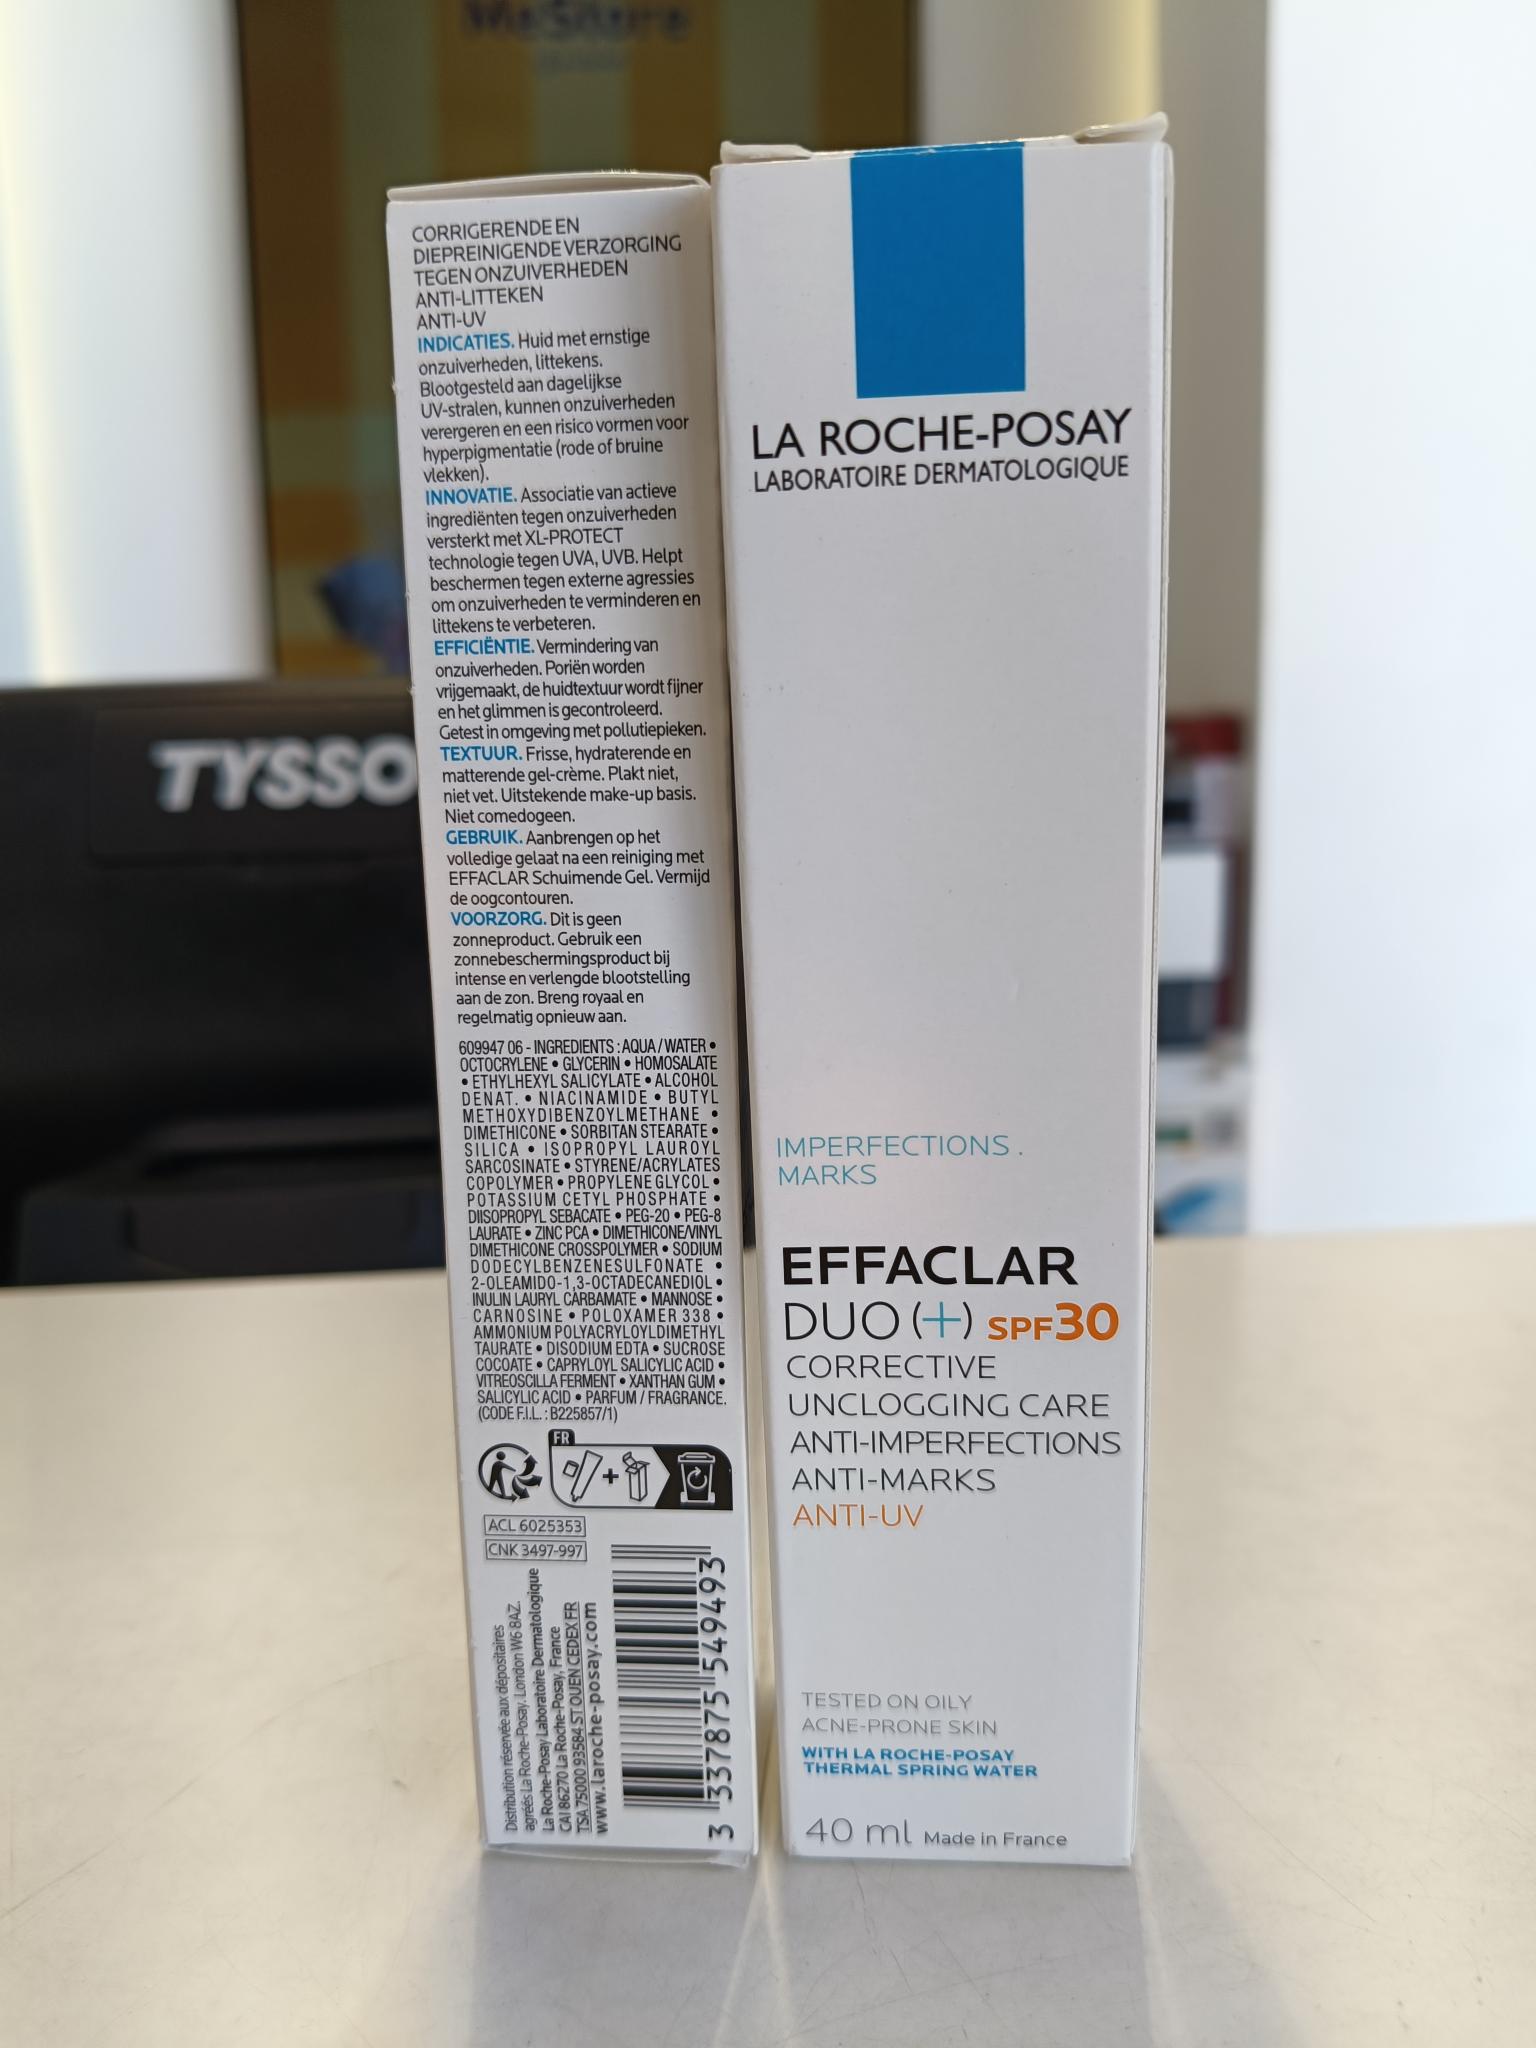 MeStore
TYSSO
CORRIGERENDE EN
DIEPREINIGENDE VERZORGING
TEGEN ONZUIVERHEDEN
ANTI-LITTEKEN
ANTI-UV
INDICATIES. Huid met ernstige
onzuiverheden, littekens.
Blootgesteld aan dagelijkse
UV-stralen, kunnen onzuiverheden
verergeren en een risico vormen voor
hyperpigmentatie (rode of bruine
vlekken).
INNOVATIE. Associatie van actieve
ingrediënten tegen onzuiverheden
versterkt met XL-PROTECT
technologie tegen UVA, UVB. Helpt
beschermen tegen externe agressies
om onzuiverheden te verminderen en
littekens te verbeteren.
EFFICIËNTIE. Vermindering van
onzuiverheden. Poriën worden
vrijgemaakt, de huidtextuur wordt fijner
en het glimmen is gecontroleerd.
Getest in omgeving met pollutiepieken.
TEXTUUR. Frisse, hydraterende en
matterende gel-crème. Plakt niet,
niet vet. Uitstekende make-up basis.
Niet comedogeen.
GEBRUIK. Aanbrengen op het
volledige gelaat na een reiniging met
EFFACLAR Schuimende Gel. Vermijd
de oogcontouren.
VOORZORG. Dit is geen
zonneproduct. Gebruik een
zonnebeschermingsproduct bij
intense en verlengde blootstelling
aan de zon. Breng royaal en
regelmatig opnieuw aan.
609947 06 - INGREDIENTS : AQUA / WATER •
OCTOCRYLENE • GLYCERIN • HOMOSALATE
• ETHYLHEXYL SALICYLATE • ALCOHOL
DENAT. • NIACINAMIDE • BUTYL
METHOXYDIBENZOYLMETHANE •
DIMETHICONE • SORBITAN STEARATE •
SILICA • ISOPROPYL LAUROYL
SARCOSINATE • STYRENE/ACRYLATES
COPOLYMER • PROPYLENE GLYCOL •
POTASSIUM CETYL PHOSPHATE •
DIISOPROPYL SEBACATE • PEG-20 • PEG-8
LAURATE • ZINC PCA • DIMETHICONE/VINYL
DIMETHICONE CROSSPOLYMER • SODIUM
DODECYLBENZENESULFONATE •
2-OLEAMIDO-1,3-OCTADECANEDIOL •
INULIN LAURYL CARBAMATE • MANNOSE •
CARNOSINE • POLOXAMER 338 •
AMMONIUM POLYACRYLOYLDIMETHYL
TAURATE • DISODIUM EDTA • SUCROSE
COCOATE • CAPRYLOYL SALICYLIC ACID •
VITREOSCILLA FERMENT • XANTHAN GUM •
SALICYLIC ACID • PARFUM / FRAGRANCE.
(CODE F.I.L. : B225857/1)
FR
ACL 6025353
CNK 3497-997
Distribution réservée aux dépositaires
agréés La Roche-Posay. London W6 8AZ.
La Roche-Posay Laboratoire Dermatologique
CAI 86270 La Roche-Posay, France
TSA 75000 93584 ST OUEN CEDEX FR
www.laroche-posay.com
3 337875 549493
LA ROCHE-POSAY
LABORATOIRE DERMATOLOGIQUE
IMPERFECTIONS .
MARKS
EFFACLAR
DUO (+) SPF30
CORRECTIVE
UNCLOGGING CARE
ANTI-IMPERFECTIONS
ANTI-MARKS
ANTI-UV
TESTED ON OILY
ACNE-PRONE SKIN
WITH LA ROCHE-POSAY
THERMAL SPRING WATER
40 ml Made in France